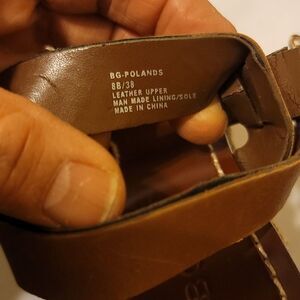 BG-POLANDS
8B/38
LEATHER UPPER
MAN MADE LINING/SOLE
MADE IN CHINA